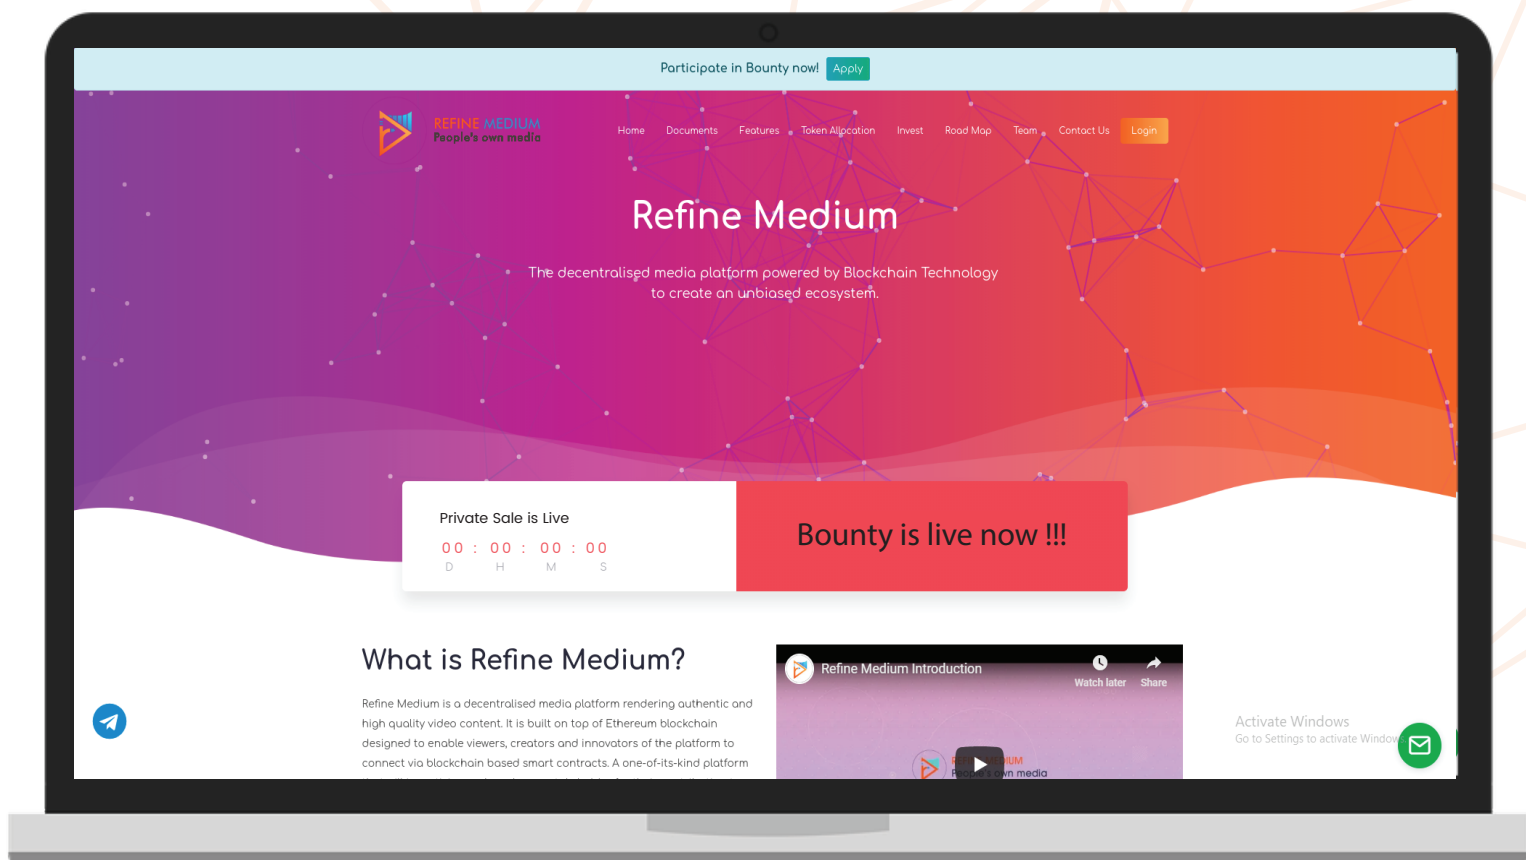 Participate in Bounty now! Apply
REFINE MEDIUM
People's own media
Home Documents Features Token Allocation Invest Road Map Team Contact Us Login
Refine Medium
The decentralised media platform powered by Blockchain Technology
to create an unbiased ecosystem.
Private Sale is Live
00 : 00 : 00 : 00
D H M S
Bounty is live now !!!
What is Refine Medium?
Refine Medium is a decentralised media platform rendering authentic and
high quality video content. It is built on top of Ethereum blockchain
designed to enable viewers, creators and innovators of the platform to
connect via blockchain based smart contracts. A one-of-its-kind platform
Refine Medium Introduction
Watch later Share
People's own media
Activate Windows
Go to Settings to activate Window